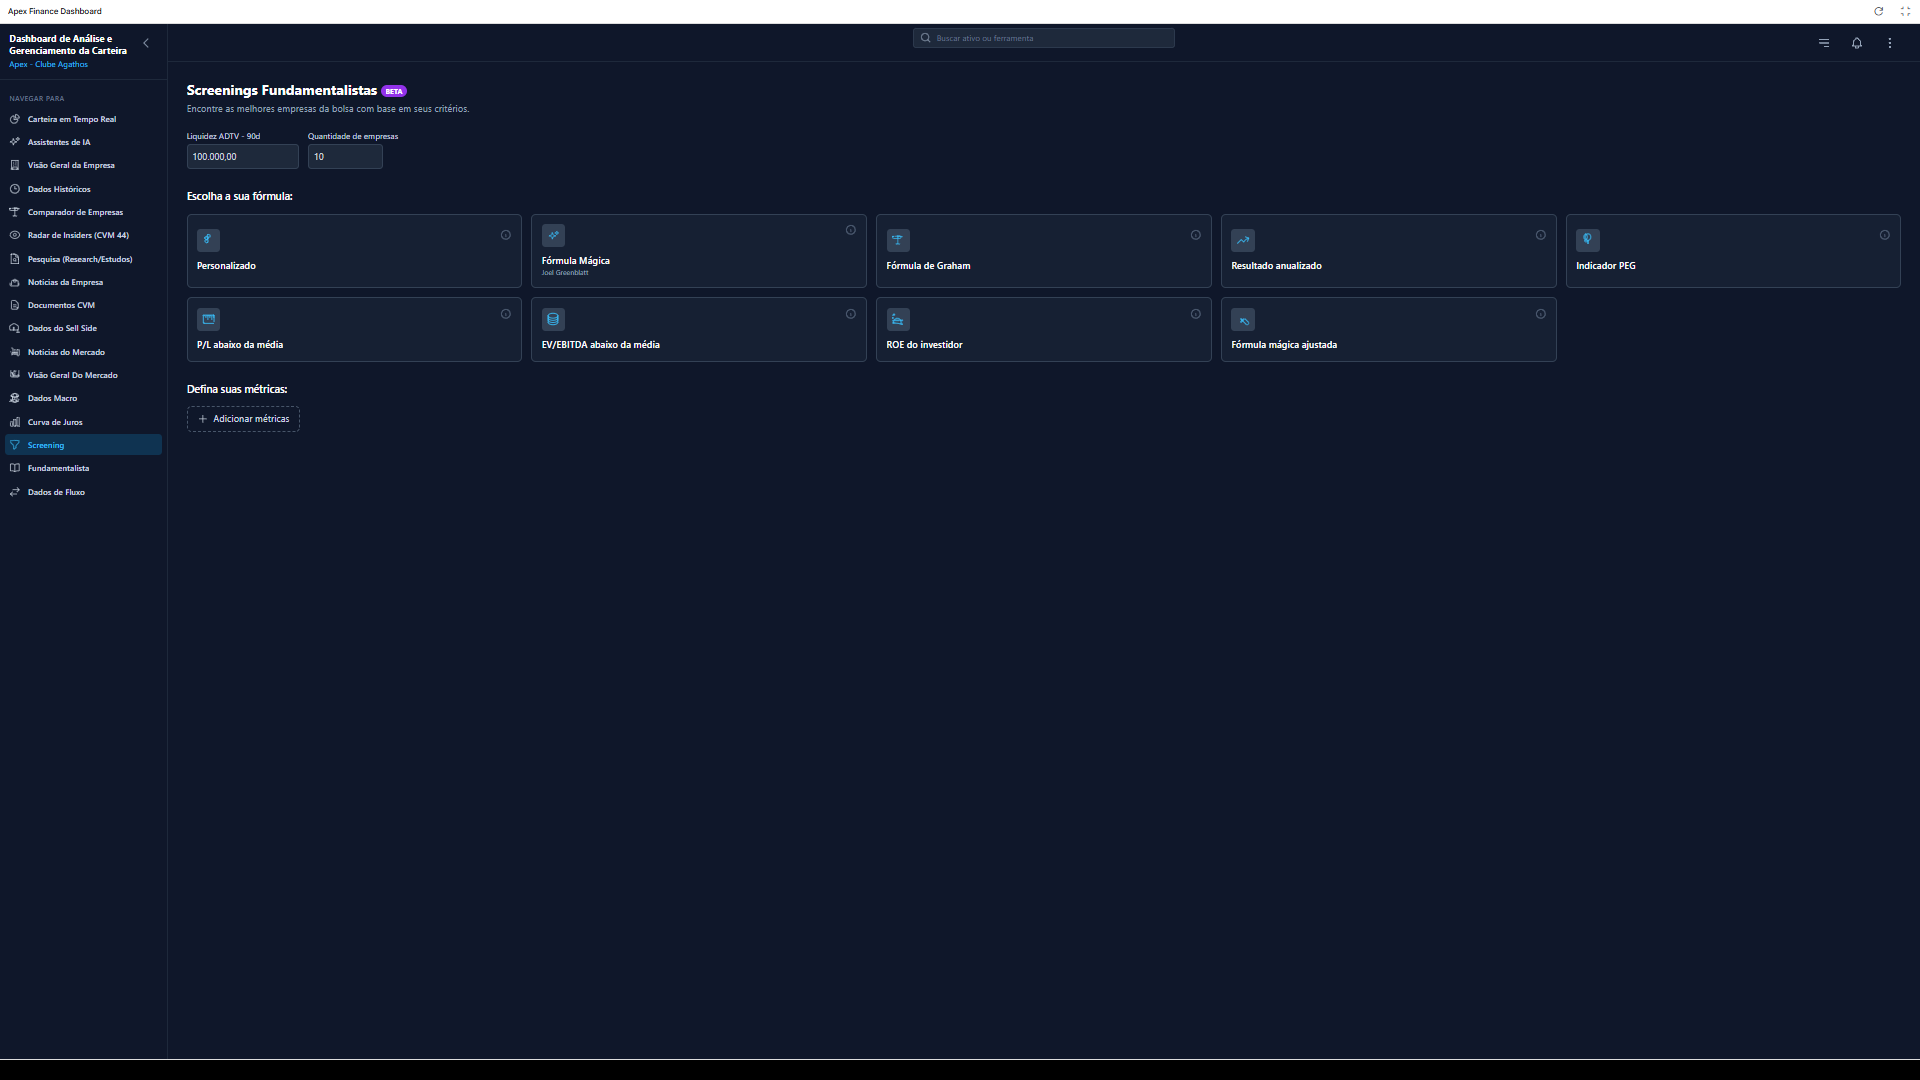 Apex Finance Dashboard
Dashboard de Análise e
Gerenciamento da Carteira
Apex - Clube Agathos
Buscar ativo ou ferramenta
NAVEGAR PARA
Carteira em Tempo Real
Assistentes de IA
Visão Geral da Empresa
Dados Históricos
Comparador de Empresas
Radar de Insiders (CVM 44)
Pesquisa (Research/Estudos)
Notícias da Empresa
Documentos CVM
Dados do Sell Side
Notícias do Mercado
Visão Geral Do Mercado
Dados Macro
Curva de Juros
Screening
Fundamentalista
Dados de Fluxo
Screenings Fundamentalistas BETA
Encontre as melhores empresas da bolsa com base em seus critérios.
Liquidez ADTV - 90d
Quantidade de empresas
100.000,00
10
Escolha a sua fórmula:
Personalizado
Fórmula Mágica
Joel Greenblatt
Fórmula de Graham
Resultado anualizado
Indicador PEG
P/L abaixo da média
EV/EBITDA abaixo da média
ROE do investidor
Fórmula mágica ajustada
Defina suas métricas:
Adicionar métricas